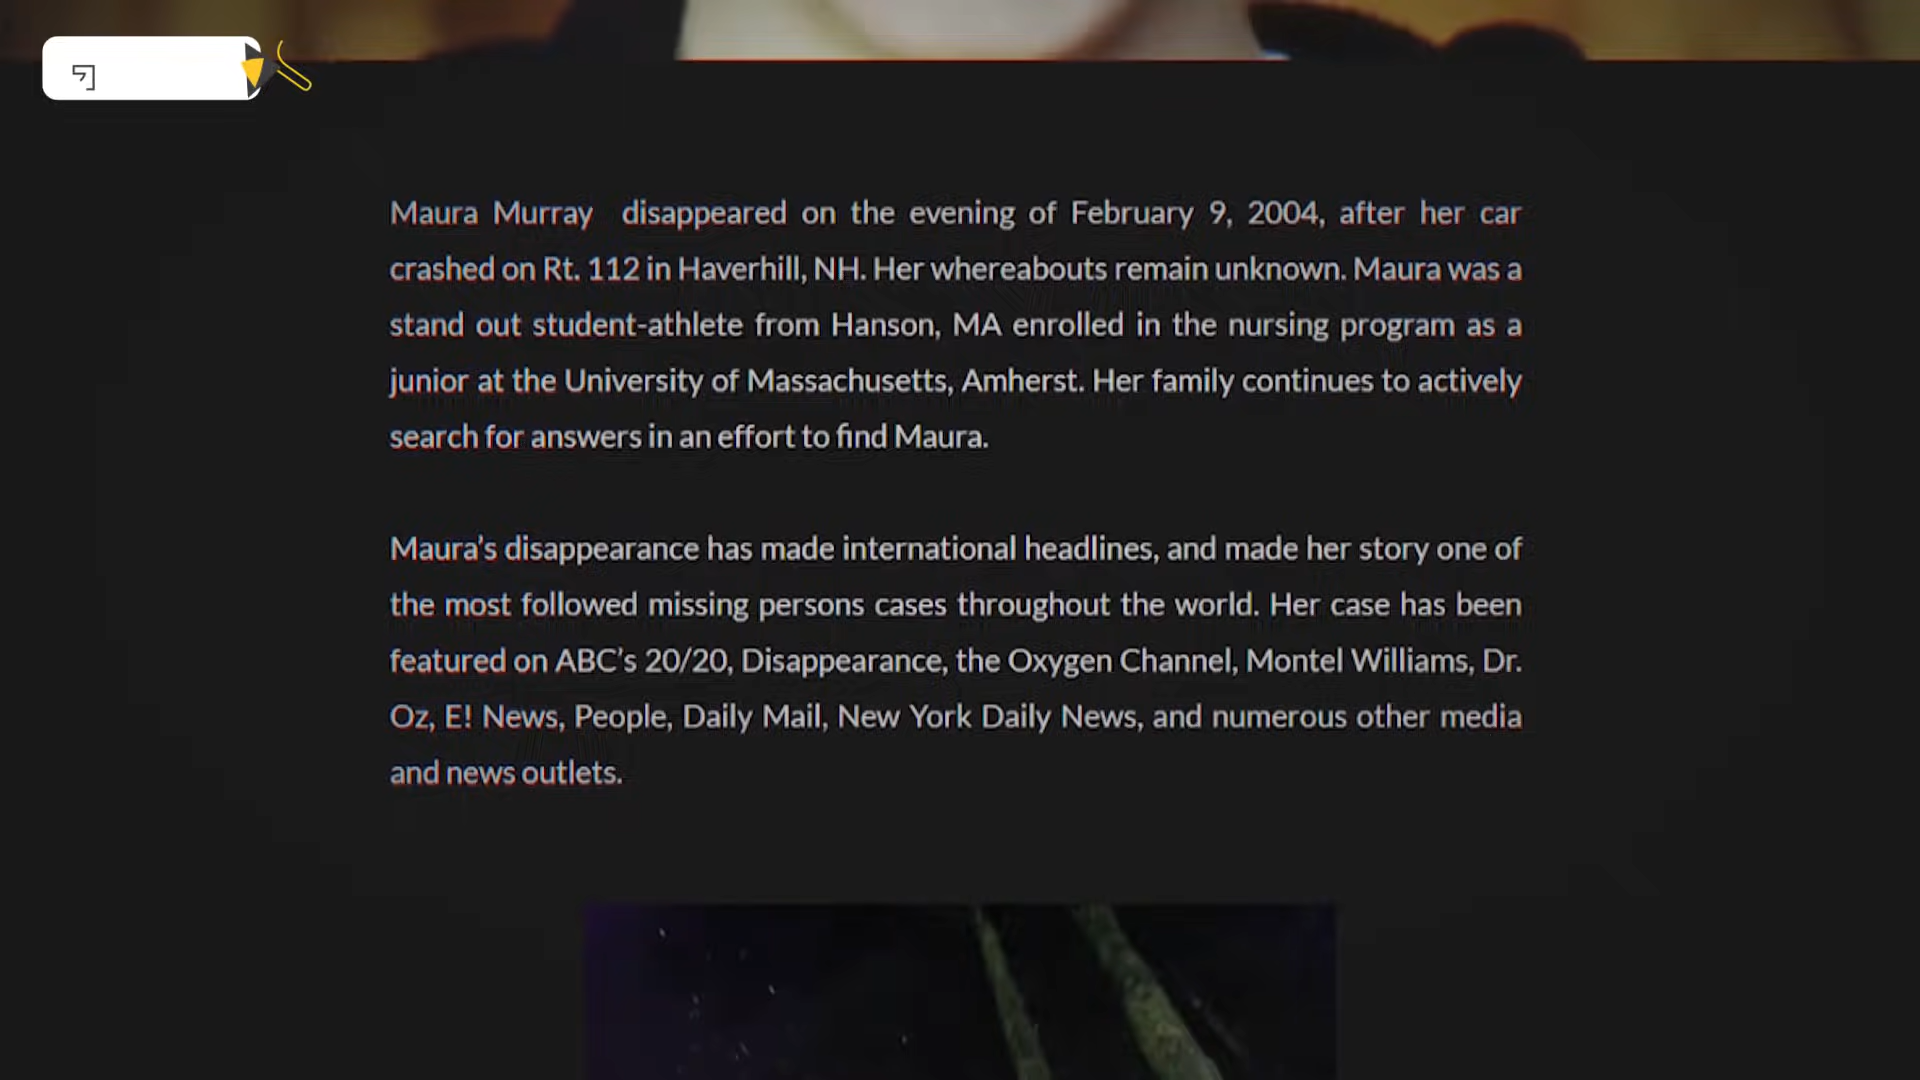 Maura Murray disappeared on the evening of February 9, 2004, after her car
crashed on Rt. 112 in Haverhill, NH. Her whereabouts remain unknown. Maura was a
stand out student-athlete from Hanson, MA enrolled in the nursing program as a
junior at the University of Massachusetts, Amherst. Her family continues to actively
search for answers in an effort to find Maura.
Maura’s disappearance has made international headlines, and made her story one of
the most followed missing persons cases throughout the world. Her case has been
featured on ABC’s 20/20, Disappearance, the Oxygen Channel, Montel Williams, Dr.
Oz, E! News, People, Daily Mail, New York Daily News, and numerous other media
and news outlets.